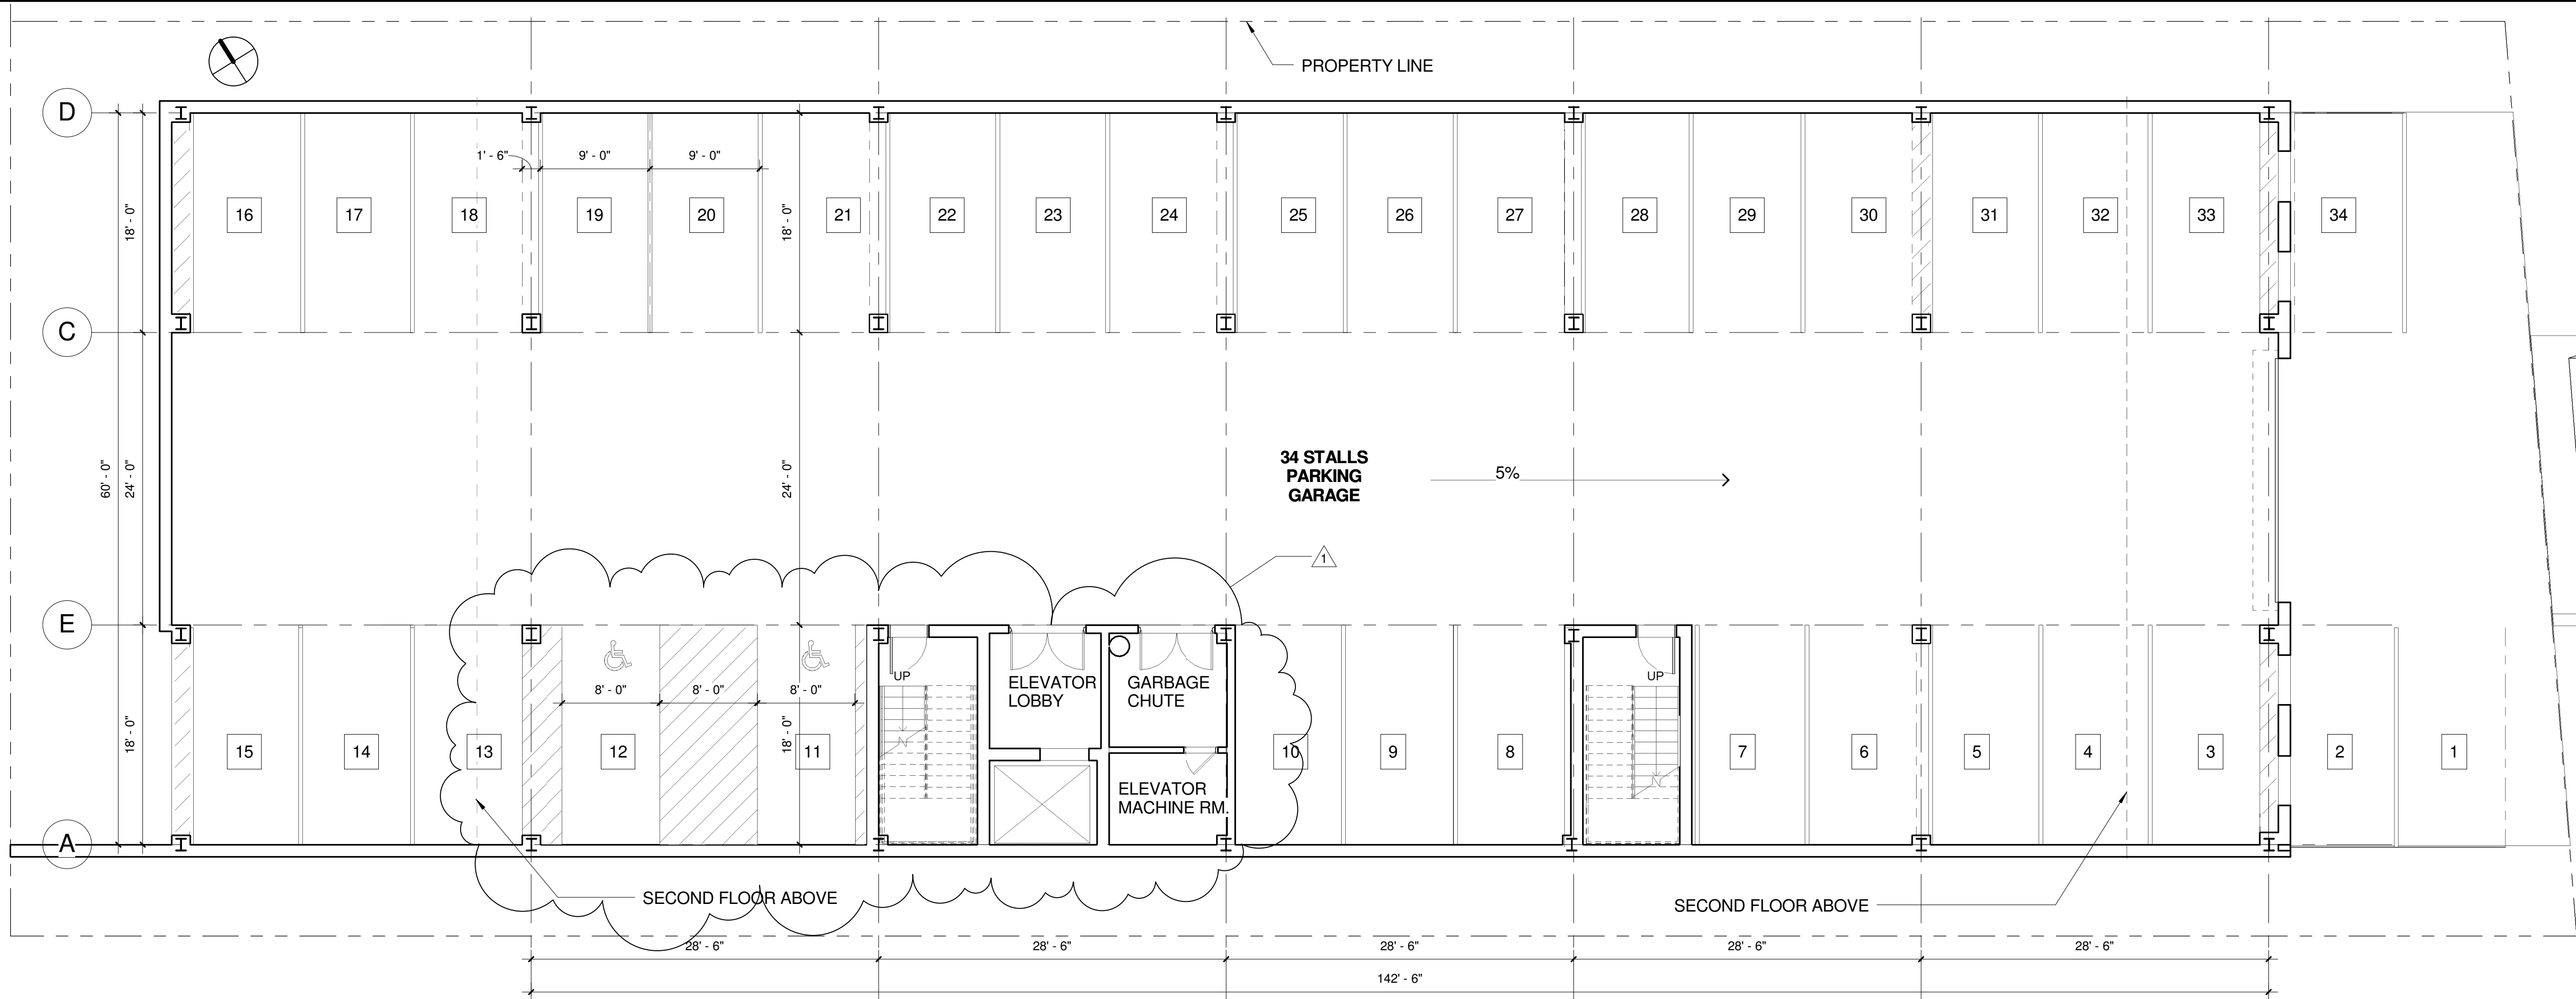 PROPERTY LINE
D
1' - 6"
9' - 0"
9' - 0"
18' - 0"
18' - 0"
16
17
18
19
20
21
22
23
24
25
26
27
28
29
30
31
32
33
34
C
34 STALLS
PARKING
GARAGE
5%
60' - 0"
24' - 0"
24' - 0"
1
E
UP
ELEVATOR
LOBBY
GARBAGE
CHUTE
UP
8' - 0"
8' - 0"
8' - 0"
18' - 0"
18' - 0"
15
14
13
12
11
10
9
8
7
6
5
4
3
2
1
ELEVATOR
MACHINE RM.
A
SECOND FLOOR ABOVE
SECOND FLOOR ABOVE
28' - 6"
28' - 6"
28' - 6"
28' - 6"
28' - 6"
142' - 6"